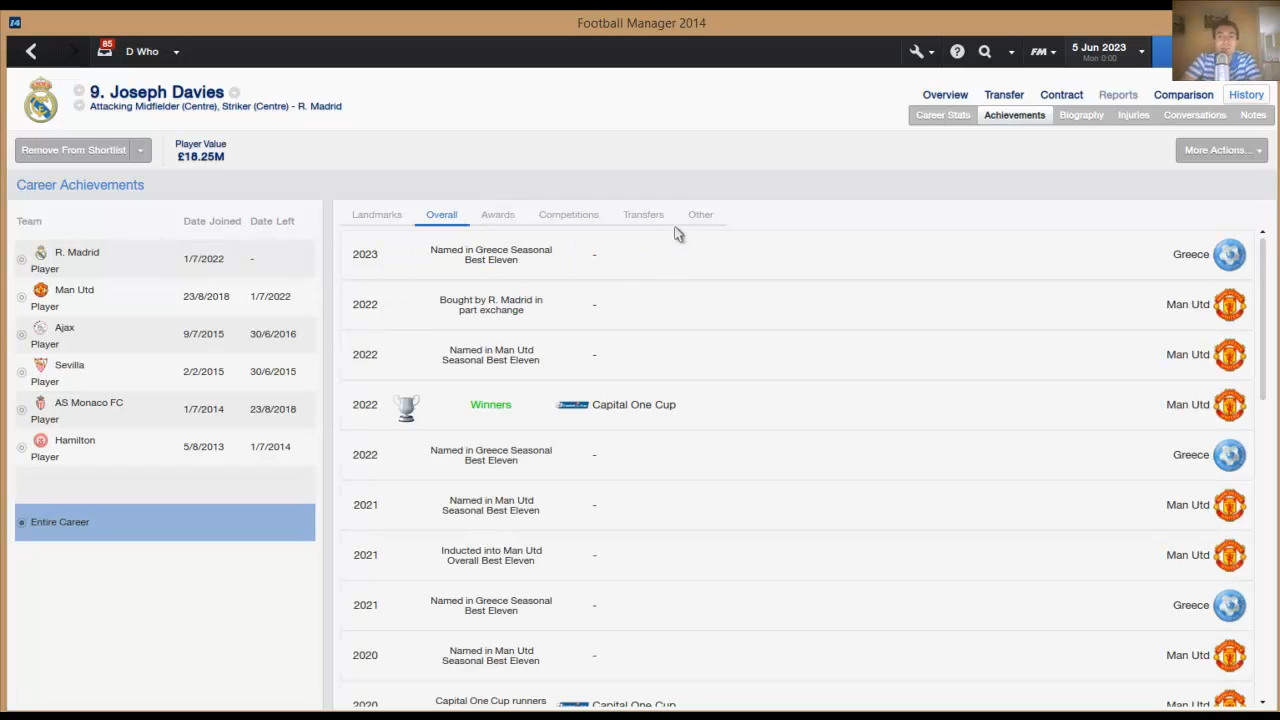 Football Manager 2014
85
D Who
FM
5 Jun 2023
Mon 0:00
9. Joseph Davies
Attacking Midfielder (Centre), Striker (Centre) - R. Madrid
Overview Transfer Contract Reports Comparison History
Career Stats Achievements Biography Injuries Conversations Notes
Remove From Shortlist
Player Value
£18.25M
More Actions...
Career Achievements
Team Date Joined Date Left
R. Madrid
Player
1/7/2022 -
Man Utd
Player
23/8/2018 1/7/2022
Ajax
Player
9/7/2015 30/6/2016
Sevilla
Player
2/2/2015 30/6/2015
AS Monaco FC
Player
1/7/2014 23/8/2018
Hamilton
Player
5/8/2013 1/7/2014
Entire Career
Landmarks Overall Awards Competitions Transfers Other
2023 Named in Greece Seasonal
Best Eleven
- Greece
2022 Bought by R. Madrid in
part exchange
- Man Utd
2022 Named in Man Utd
Seasonal Best Eleven
- Man Utd
2022 Winners Capital One Cup Man Utd
2022 Named in Greece Seasonal
Best Eleven
- Greece
2021 Named in Man Utd
Seasonal Best Eleven
- Man Utd
2021 Inducted into Man Utd
Overall Best Eleven
- Man Utd
2021 Named in Greece Seasonal
Best Eleven
- Greece
2020 Named in Man Utd
Seasonal Best Eleven
- Man Utd
2020 Capital One Cup runners Capital One Cup Man Utd